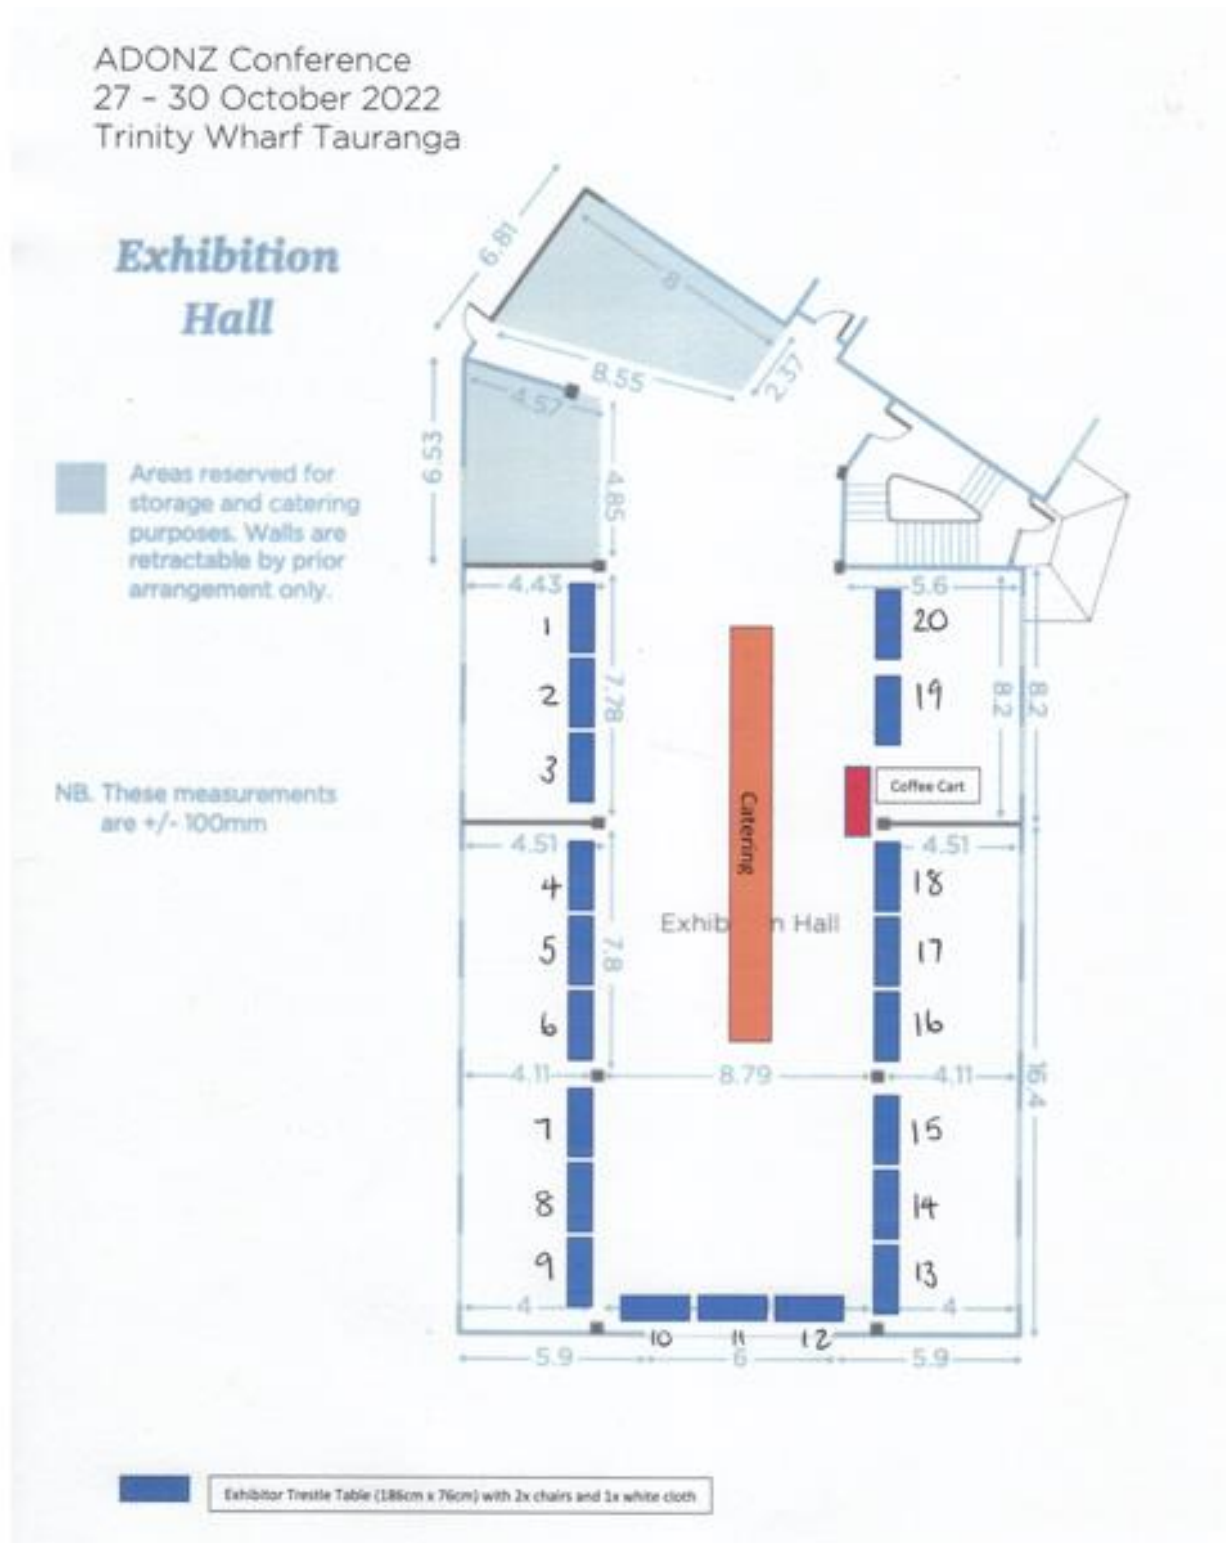 ADONZ Conference
27 – 30 October 2022
Trinity Wharf Tauranga
Exhibition
Hall
6.81
8
8.55
2.37
4.57
6.53
4.85
Areas reserved for
storage and catering
purposes. Walls are
retractable by prior
arrangement only.
4.43
5.6
1
20
2
7.78
19
8.2
8.2
3
NB. These measurements
are +/- 100mm
Coffee Cart
Catering
4.51
4.51
4
18
5
7.8
Exhib n Hall
17
6
16
4.11
8.79
4.11
16.4
7
15
8
14
9
13
4
4
10
11
12
5.9
6
5.9
Exhibitor Trestle Table (186cm x 76cm) with 2x chairs and 1x white cloth